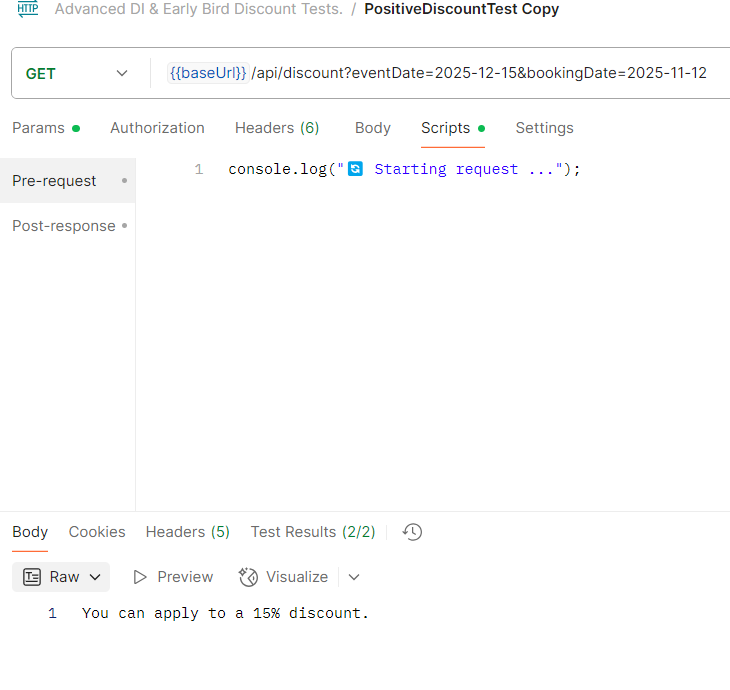 HTTP Advanced DI & Early Bird Discount Tests. / PositiveDiscountTest Copy
GET {{baseUrl}}/api/discount?eventDate=2025-12-15&bookingDate=2025-11-12
Params Authorization Headers (6) Body Scripts Settings
Pre-request
1 console.log("🔄 Starting request ...");
Post-response
Body Cookies Headers (5) Test Results (2/2)
Raw Preview Visualize
1 You can apply to a 15% discount.